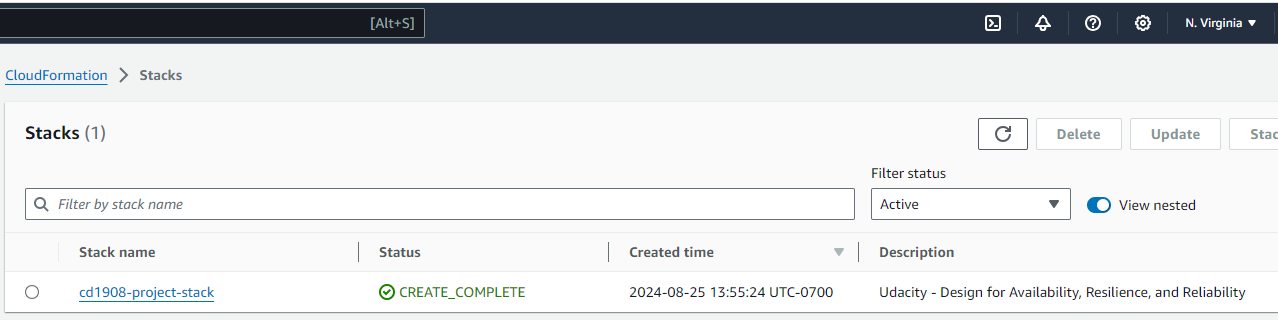 [Alt+S]
N. Virginia
CloudFormation
Stacks
Stacks (1)
Delete
Update
Stac
Filter status
Filter by stack name
Active
View nested
Stack name
Status
Created time
Description
cd1908-project-stack
CREATE_COMPLETE
2024-08-25 13:55:24 UTC-0700
Udacity - Design for Availability, Resilience, and Reliability